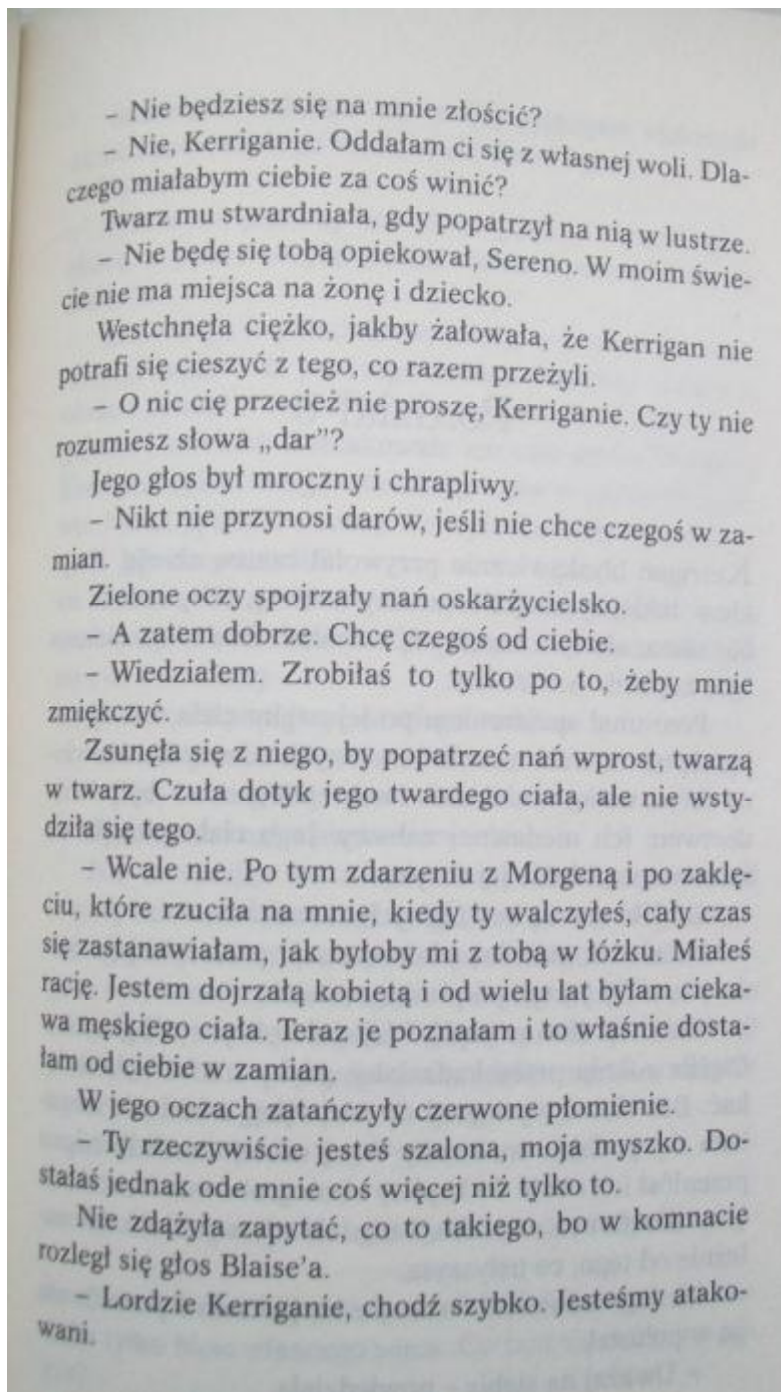 – Nie będziesz się na mnie złościć?
– Nie, Kerriganie. Oddałam ci się z własnej woli. Dla-
czego miałabym ciebie za coś winić?
Twarz mu stwardniała, gdy popatrzył na nią w lustrze.
– Nie będę się tobą opiekował, Sereno. W moim świe-
cie nie ma miejsca na żonę i dziecko.
Westchnęła ciężko, jakby żałowała, że Kerrigan nie
potrafi się cieszyć z tego, co razem przeżyli.
– O nic cię przecież nie proszę, Kerriganie. Czy ty nie
rozumiesz słowa „dar”?
Jego głos był mroczny i chrapliwy.
– Nikt nie przynosi darów, jeśli nie chce czegoś w za-
mian.
Zielone oczy spojrzały nań oskarżycielsko.
– A zatem dobrze. Chcę czegoś od ciebie.
– Wiedziałem. Zrobiłaś to tylko po to, żeby mnie
zmiękczyć.
Zsunęła się z niego, by popatrzeć nań wprost, twarzą
w twarz. Czuła dotyk jego twardego ciała, ale nie wsty-
dziła się tego.
– Wcale nie. Po tym zdarzeniu z Morgeną i po zaklę-
ciu, które rzuciła na mnie, kiedy ty walczyłeś, cały czas
się zastanawiałam, jak byłoby mi z tobą w łóżku. Miałeś
rację. Jestem dojrzałą kobietą i od wielu lat byłam cieka-
wa męskiego ciała. Teraz je poznałam i to właśnie dosta-
łam od ciebie w zamian.
W jego oczach zatańczyły czerwone płomienie.
– Ty rzeczywiście jesteś szalona, moja myszko. Do-
stałaś jednak ode mnie coś więcej niż tylko to.
Nie zdążyła zapytać, co to takiego, bo w komnacie
rozległ się głos Blaise’a.
– Lordzie Kerriganie, chodź szybko. Jesteśmy atako-
wani.